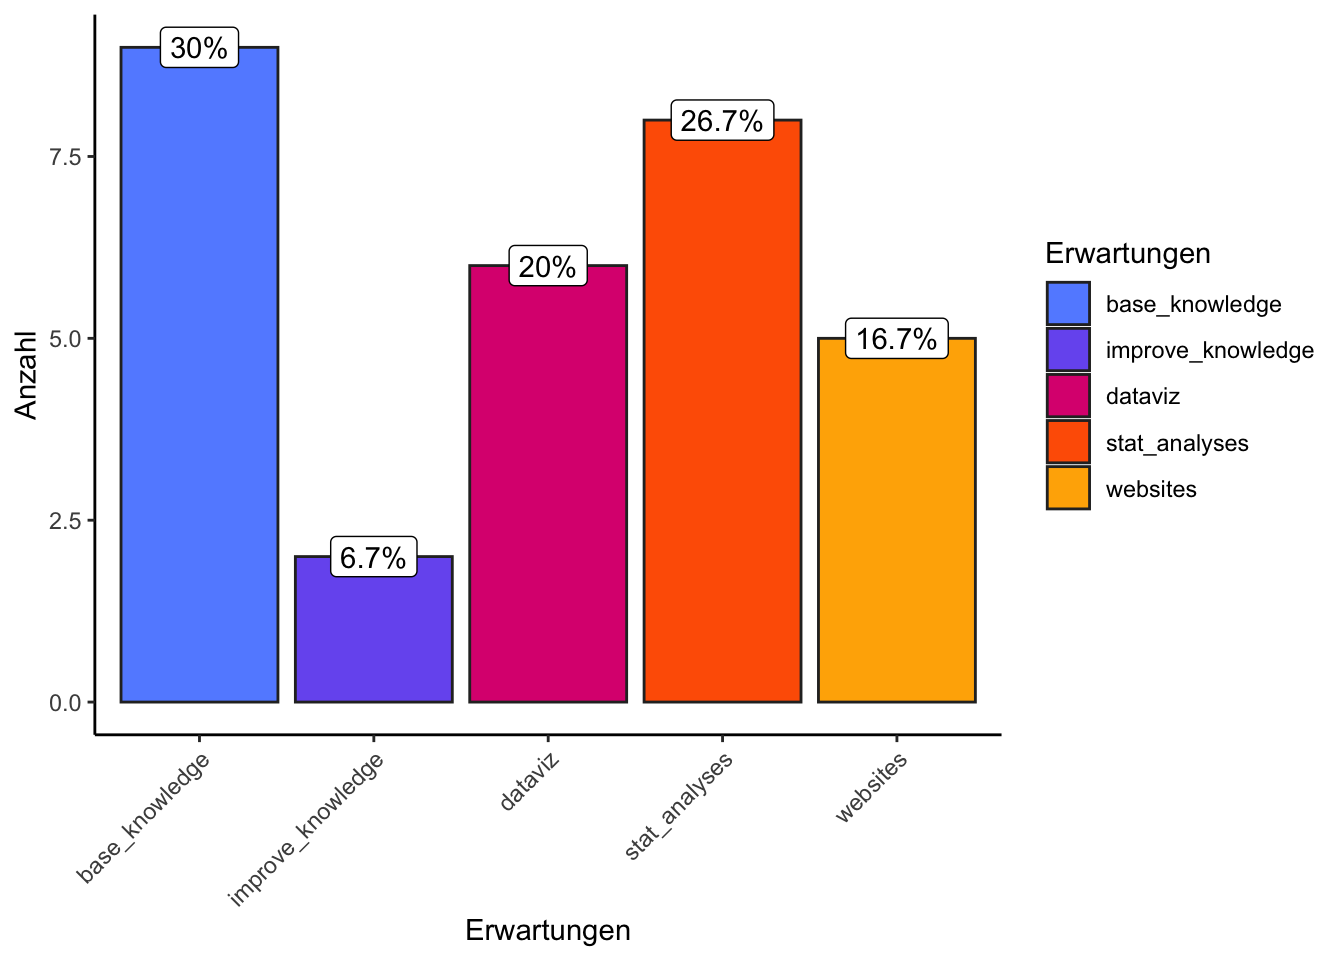 30%
26.7%
20%
16.7%
6.7%
7.5
5.0
2.5
0.0
Anzahl
base_knowledge
improve_knowledge
dataviz
stat_analyses
websites
Erwartungen
Erwartungen
base_knowledge
improve_knowledge
dataviz
stat_analyses
websites